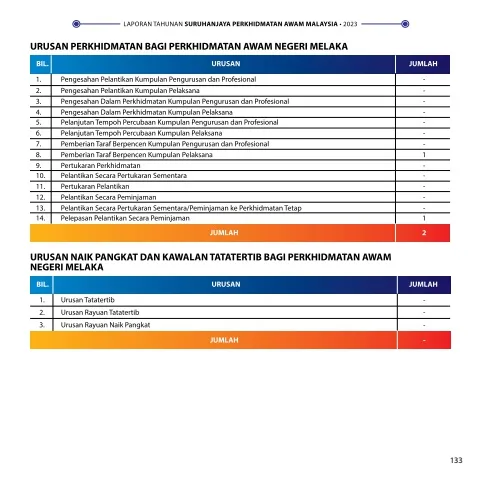 LAPORAN TAHUNAN SURUHANJAYA PERKHIDMATAN AWAM MALAYSIA • 2023
URUSAN PERKHIDMATAN BAGI PERKHIDMATAN AWAM NEGERI MELAKA
BIL. URUSAN JUMLAH
1. Pengesahan Pelantikan Kumpulan Pengurusan dan Profesional -
2. Pengesahan Pelantikan Kumpulan Pelaksana -
3. Pengesahan Dalam Perkhidmatan Kumpulan Pengurusan dan Profesional -
4. Pengesahan Dalam Perkhidmatan Kumpulan Pelaksana -
5. Pelanjutan Tempoh Percubaan Kumpulan Pengurusan dan Profesional -
6. Pelanjutan Tempoh Percubaan Kumpulan Pelaksana -
7. Pemberian Taraf Berpencen Kumpulan Pengurusan dan Profesional -
8. Pemberian Taraf Berpencen Kumpulan Pelaksana 1
9. Pertukaran Perkhidmatan -
10. Pelantikan Secara Pertukaran Sementara -
11. Pertukaran Pelantikan -
12. Pelantikan Secara Peminjaman -
13. Pelantikan Secara Pertukaran Sementara/Peminjaman ke Perkhidmatan Tetap -
14. Pelepasan Pelantikan Secara Peminjaman 1
JUMLAH 2
URUSAN NAIK PANGKAT DAN KAWALAN TATATERTIB BAGI PERKHIDMATAN AWAM
NEGERI MELAKA
BIL. URUSAN JUMLAH
1. Urusan Tatatertib -
2. Urusan Rayuan Tatatertib -
3. Urusan Rayuan Naik Pangkat -
JUMLAH -
133